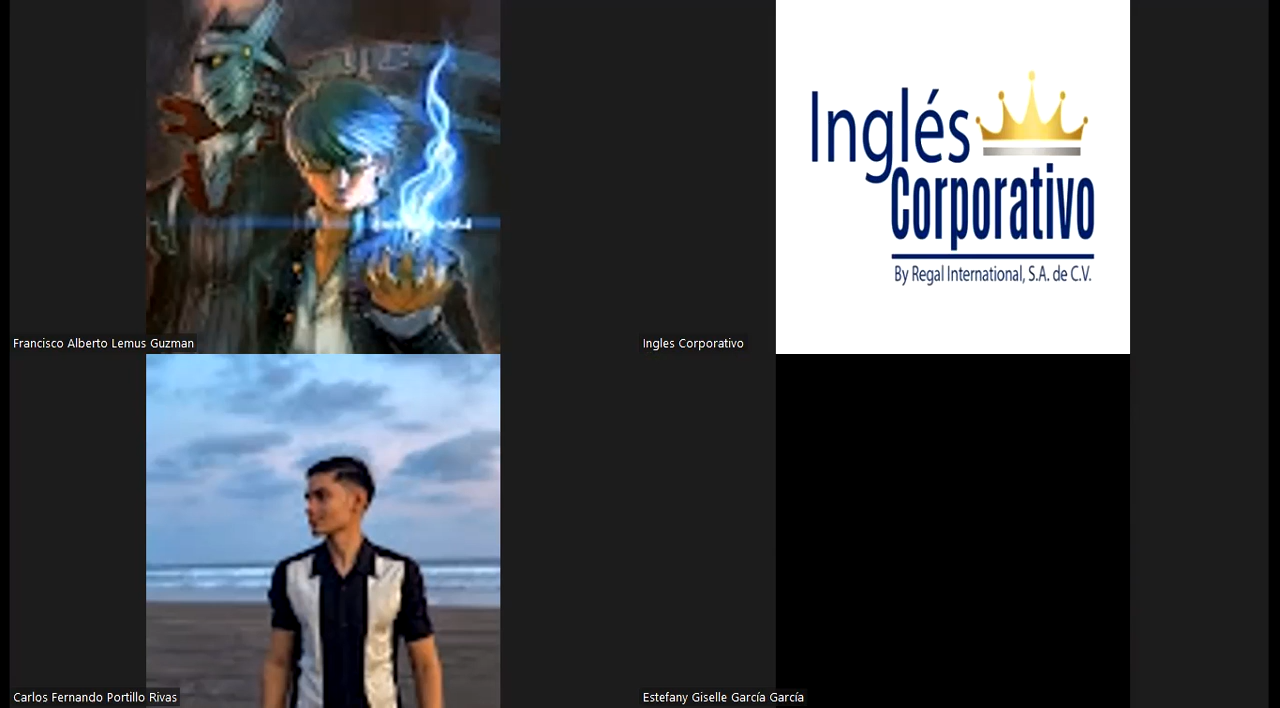 Inglés
Corporativo
By Regal International, S.A. de C.V.
Francisco Alberto Lemus Guzman
Ingles Corporativo
Carlos Fernando Portillo Rivas
Estefany Giselle García García